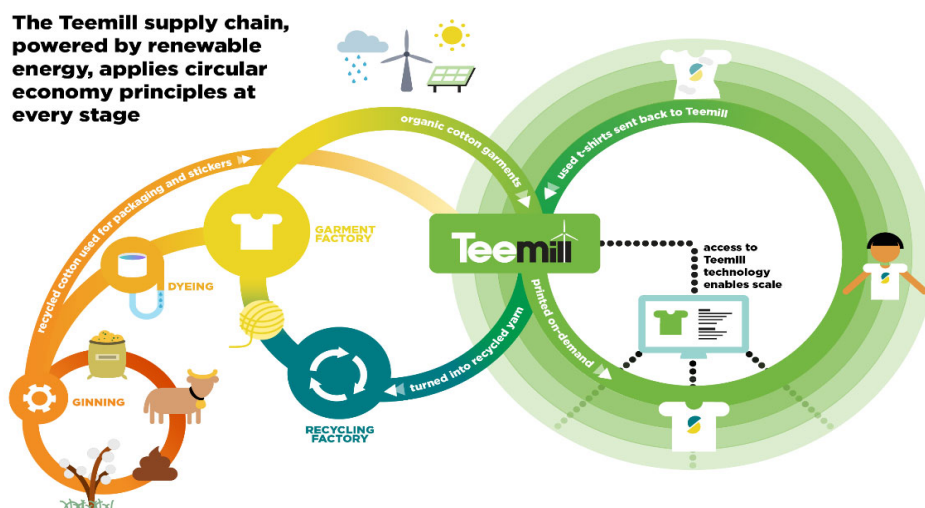 The Teemill supply chain,
powered by renewable
energy, applies circular
economy principles at
every stage
organic cotton garments
used t-shirts sent back to Teemill
recycled cotton used for packaging and stickers
GARMENT
FACTORY
Teemill
access to
Teemill
technology
enables scale
DYEING
printed on-demand
turned into recycled yarn
GINNING
RECYCLING
FACTORY